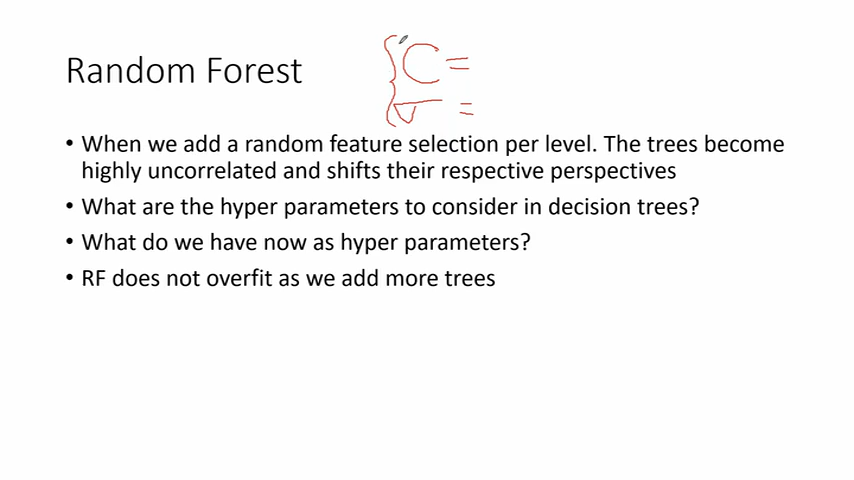 Random Forest
C =
=
• When we add a random feature selection per level. The trees become
highly uncorrelated and shifts their respective perspectives
• What are the hyper parameters to consider in decision trees?
• What do we have now as hyper parameters?
• RF does not overfit as we add more trees